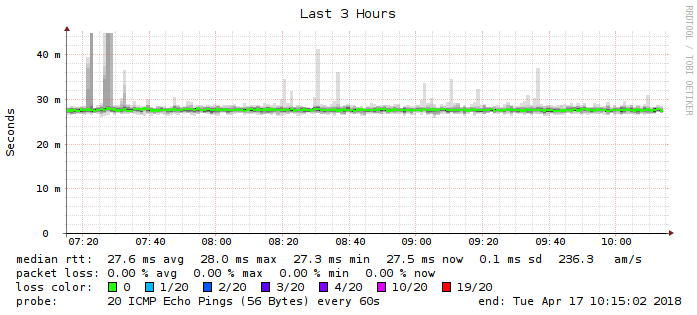 Last 3 Hours
RRDTOOL / TOBI OETIKER
Seconds
40 m
30 m
20 m
10 m
0
07:20 07:40 08:00 08:20 08:40 09:00 09:20 09:40 10:00
median rtt: 27.6 ms avg 28.0 ms max 27.3 ms min 27.5 ms now 0.1 ms sd 236.3 am/s
packet loss: 0.00 % avg 0.00 % max 0.00 % min 0.00 % now
loss color: 0 1/20 2/20 3/20 4/20 10/20 19/20
probe: 20 ICMP Echo Pings (56 Bytes) every 60s end: Tue Apr 17 10:15:02 2018